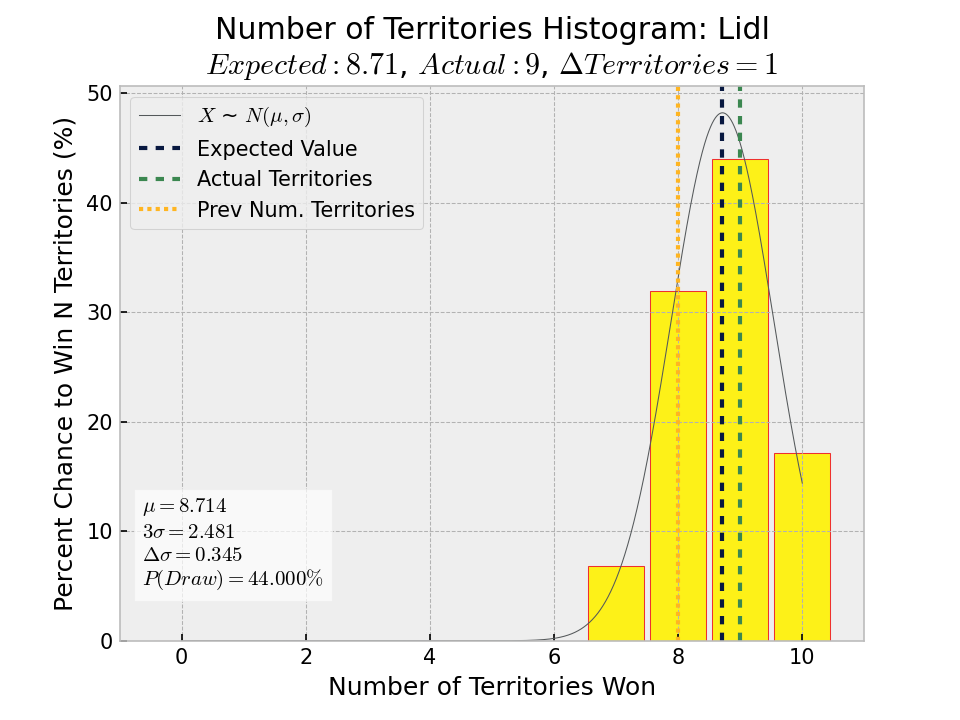 Number of Territories Histogram: Lidl
Expected : 8.71, Actual : 9, ΔTerritories = 1
Percent Chance to Win N Territories (%)
50
40
30
20
10
0
X ~ N(μ, σ)
Expected Value
Actual Territories
Prev Num. Territories
μ = 8.714
3σ = 2.481
Δσ = 0.345
P(Draw) = 44.000%
0 2 4 6 8 10
Number of Territories Won